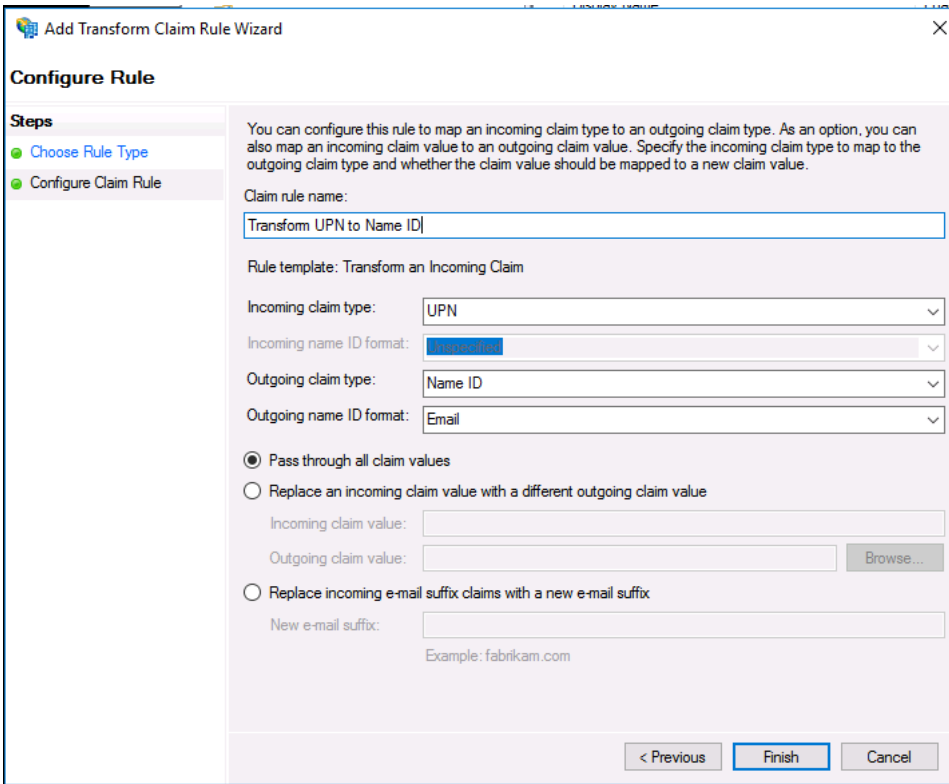 Display Name
Add Transform Claim Rule Wizard
Configure Rule
Steps
Choose Rule Type
Configure Claim Rule
You can configure this rule to map an incoming claim type to an outgoing claim type. As an option, you can
also map an incoming claim value to an outgoing claim value. Specify the incoming claim type to map to the
outgoing claim type and whether the claim value should be mapped to a new claim value.
Claim rule name:
Transform UPN to Name ID
Rule template: Transform an Incoming Claim
Incoming claim type: UPN
Incoming name ID format: Unspecified
Outgoing claim type: Name ID
Outgoing name ID format: Email
Pass through all claim values
Replace an incoming claim value with a different outgoing claim value
Incoming claim value:
Outgoing claim value: Browse...
Replace incoming e-mail suffix claims with a new e-mail suffix
New e-mail suffix:
Example: fabrikam.com
< Previous Finish Cancel